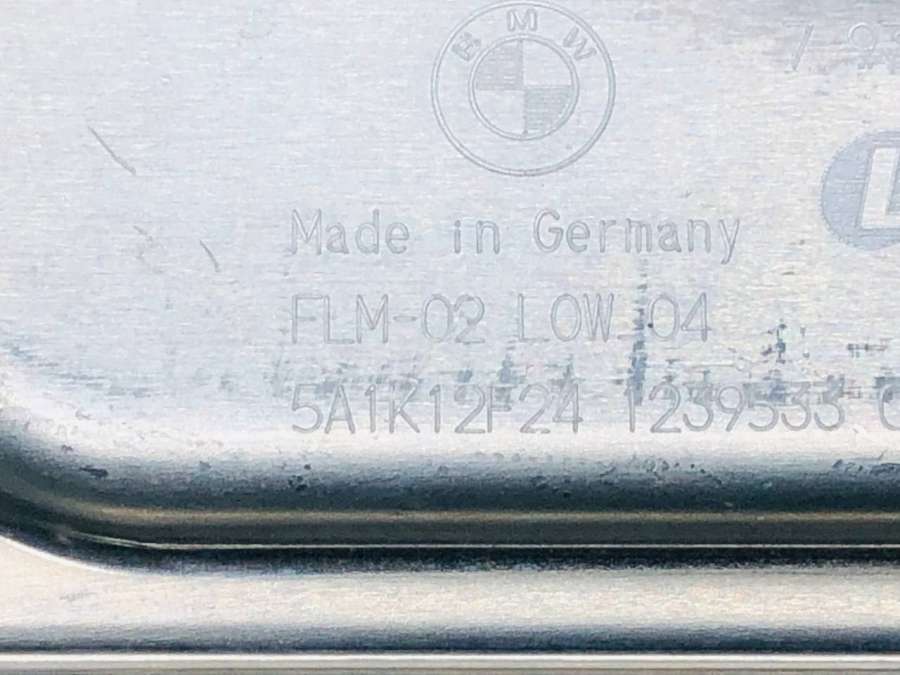 BMW
Made in Germany
FLM-02 LOW 04
5A1K12F24 1239533
L